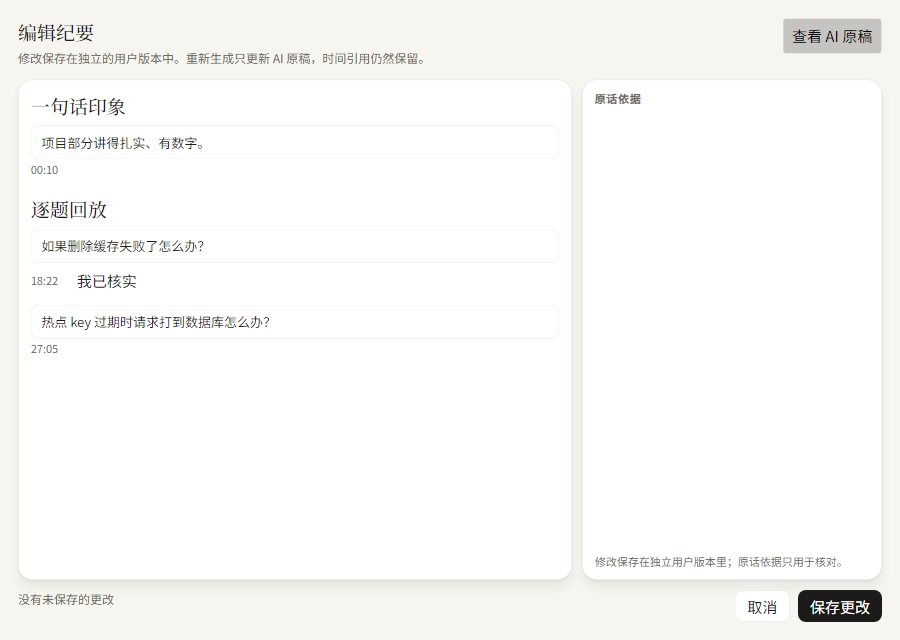 编辑纪要
查看 AI 原稿
修改保存在独立的用户版本中。重新生成只更新 AI 原稿，时间引用仍然保留。
一句话印象
项目部分讲得扎实、有数字。
00:10
逐题回放
如果删除缓存失败了怎么办？
18:22 我已核实
热点 key 过期时请求打到数据库怎么办？
27:05
原话依据
修改保存在独立用户版本里；原话依据只用于核对。
没有未保存的更改
取消
保存更改